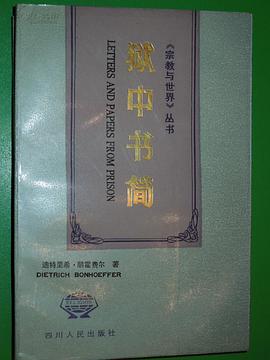 《宗教与世界》丛书
狱中书简
LETTERS AND PAPERS FROM PRISON
迪特里希·朋霍费尔 著
DIETRICH BONHOEFFER
四川人民出版社